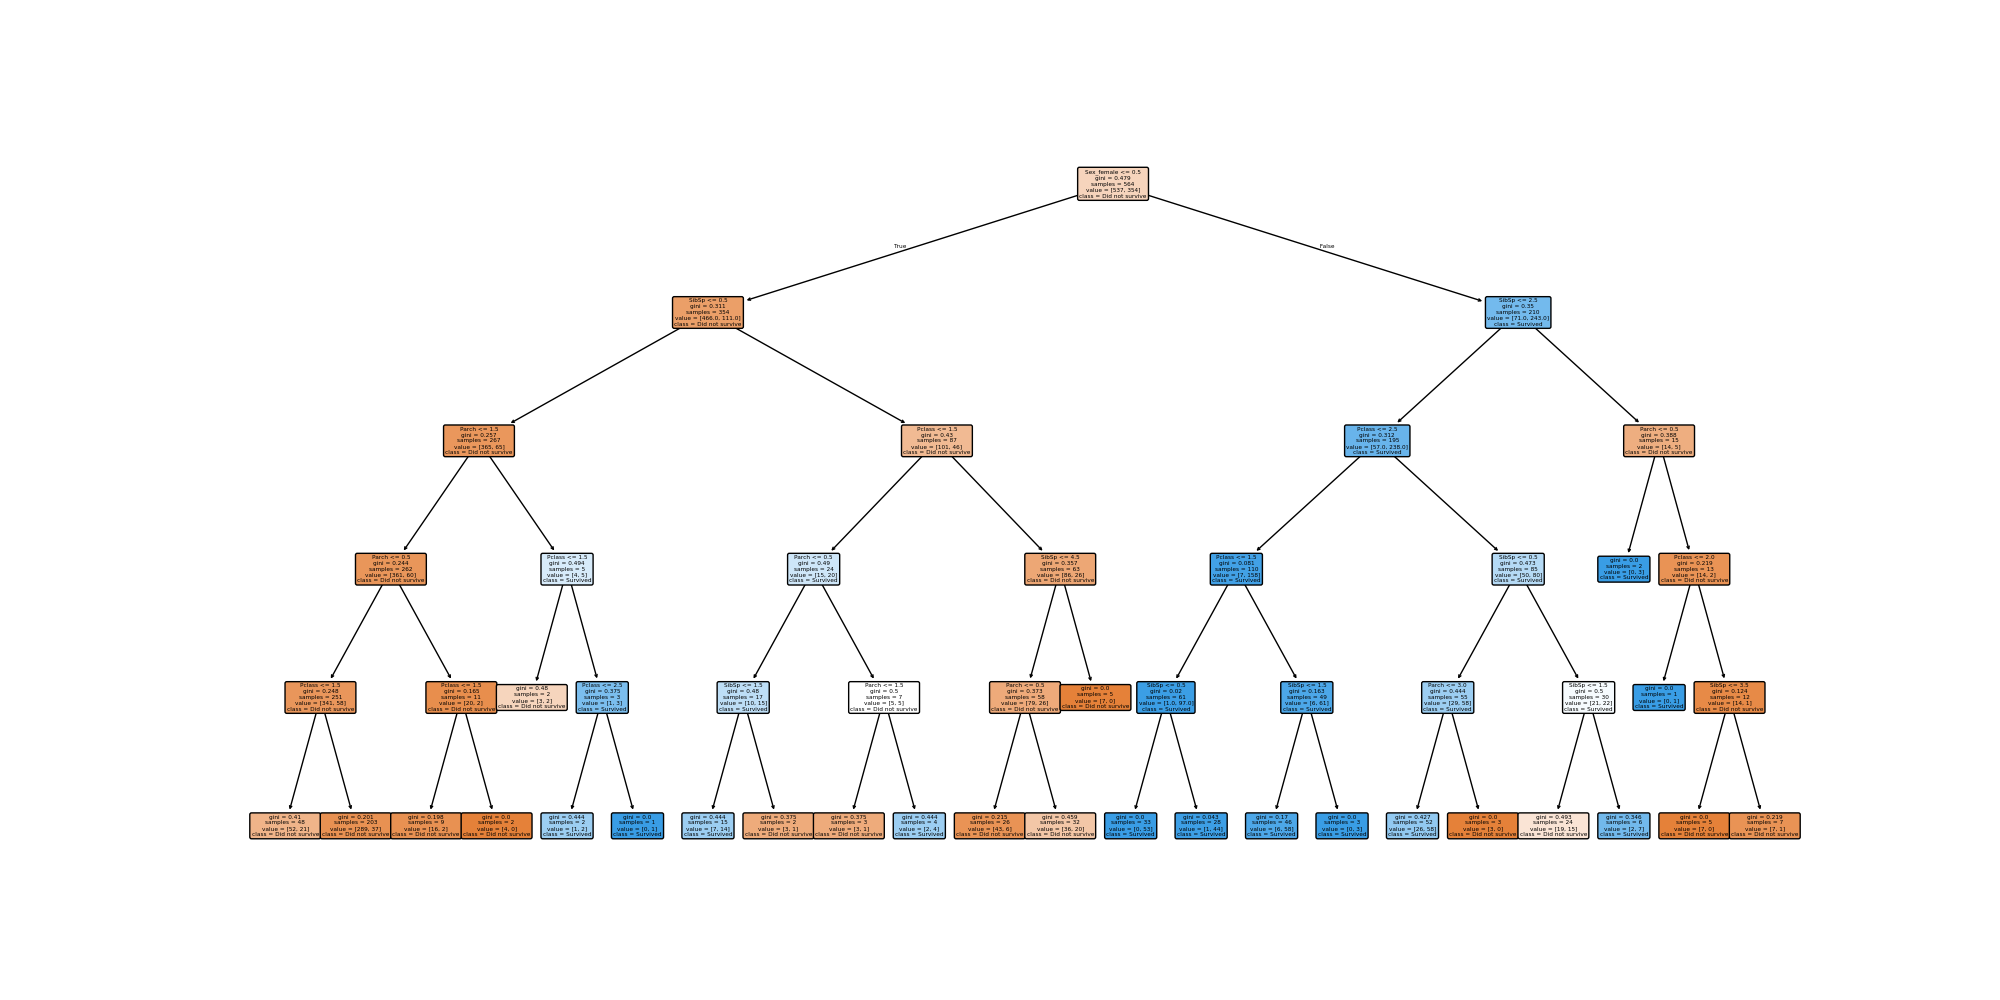 Sex_female <= 0.5
gini = 0.479
samples = 564
value = [537, 354]
class = Did not survive
True
False
SibSp <= 0.5
gini = 0.311
samples = 354
value = [466.0, 111.0]
class = Did not survive
SibSp <= 2.5
gini = 0.35
samples = 210
value = [71.0, 243.0]
class = Survived
Parch <= 1.5
gini = 0.257
samples = 267
value = [365, 65]
class = Did not survive
Pclass <= 1.5
gini = 0.43
samples = 87
value = [101, 46]
class = Did not survive
Pclass <= 2.5
gini = 0.312
samples = 195
value = [57.0, 238.0]
class = Survived
Parch <= 0.5
gini = 0.388
samples = 15
value = [14, 5]
class = Did not survive
Parch <= 0.5
gini = 0.244
samples = 262
value = [361, 60]
class = Did not survive
Pclass <= 1.5
gini = 0.494
samples = 5
value = [4, 5]
class = Survived
Parch <= 0.5
gini = 0.49
samples = 24
value = [15, 20]
class = Survived
SibSp <= 4.5
gini = 0.357
samples = 63
value = [86, 26]
class = Did not survive
Pclass <= 1.5
gini = 0.081
samples = 110
value = [7, 158]
class = Survived
SibSp <= 0.5
gini = 0.473
samples = 85
value = [50, 80]
class = Survived
gini = 0.0
samples = 2
value = [0, 3]
class = Survived
Pclass <= 2.0
gini = 0.219
samples = 13
value = [14, 2]
class = Did not survive
Pclass <= 1.5
gini = 0.248
samples = 251
value = [341, 58]
class = Did not survive
Pclass <= 1.5
gini = 0.165
samples = 11
value = [20, 2]
class = Did not survive
gini = 0.48
samples = 2
value = [3, 2]
class = Did not survive
Pclass <= 2.5
gini = 0.375
samples = 3
value = [1, 3]
class = Survived
SibSp <= 1.5
gini = 0.48
samples = 17
value = [10, 15]
class = Survived
Parch <= 1.5
gini = 0.5
samples = 7
value = [5, 5]
class = Did not survive
Parch <= 0.5
gini = 0.373
samples = 58
value = [79, 26]
class = Did not survive
gini = 0.0
samples = 5
value = [7, 0]
class = Did not survive
SibSp <= 0.5
gini = 0.02
samples = 61
value = [1.0, 97.0]
class = Survived
SibSp <= 1.5
gini = 0.163
samples = 49
value = [6, 61]
class = Survived
Parch <= 3.0
gini = 0.444
samples = 55
value = [29, 58]
class = Survived
SibSp <= 1.5
gini = 0.5
samples = 30
value = [21, 22]
class = Survived
gini = 0.0
samples = 1
value = [0, 1]
class = Survived
SibSp <= 3.5
gini = 0.124
samples = 12
value = [14, 1]
class = Did not survive
gini = 0.41
samples = 48
value = [52, 21]
class = Did not survive
gini = 0.201
samples = 203
value = [289, 37]
class = Did not survive
gini = 0.198
samples = 9
value = [16, 2]
class = Did not survive
gini = 0.0
samples = 2
value = [4, 0]
class = Did not survive
gini = 0.444
samples = 2
value = [1, 2]
class = Survived
gini = 0.0
samples = 1
value = [0, 1]
class = Survived
gini = 0.444
samples = 15
value = [7, 14]
class = Survived
gini = 0.375
samples = 2
value = [3, 1]
class = Did not survive
gini = 0.375
samples = 3
value = [3, 1]
class = Did not survive
gini = 0.444
samples = 4
value = [2, 4]
class = Survived
gini = 0.215
samples = 26
value = [43, 6]
class = Did not survive
gini = 0.459
samples = 32
value = [36, 20]
class = Did not survive
gini = 0.0
samples = 33
value = [0, 53]
class = Survived
gini = 0.043
samples = 28
value = [1, 44]
class = Survived
gini = 0.17
samples = 46
value = [6, 58]
class = Survived
gini = 0.0
samples = 3
value = [0, 3]
class = Survived
gini = 0.427
samples = 52
value = [26, 58]
class = Survived
gini = 0.0
samples = 3
value = [3, 0]
class = Did not survive
gini = 0.493
samples = 24
value = [19, 15]
class = Did not survive
gini = 0.346
samples = 6
value = [2, 7]
class = Survived
gini = 0.0
samples = 5
value = [7, 0]
class = Did not survive
gini = 0.219
samples = 7
value = [7, 1]
class = Did not survive